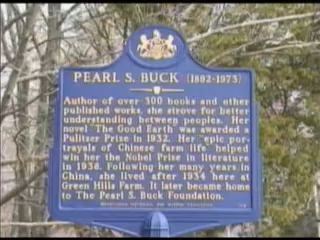 PEARL S. BUCK (1892-1973)
Author of over 300 books and other
published works, she strove for better
understanding between peoples. Her
novel "The Good Earth" was awarded a
Pulitzer Prize in 1932. Her "epic por-
trayals of Chinese farm life" helped
win her the Nobel Prize in literature
in 1938. Following her many years in
China, she lived after 1934 here at
Green Hills Farm. It later became home
to The Pearl S. Buck Foundation.